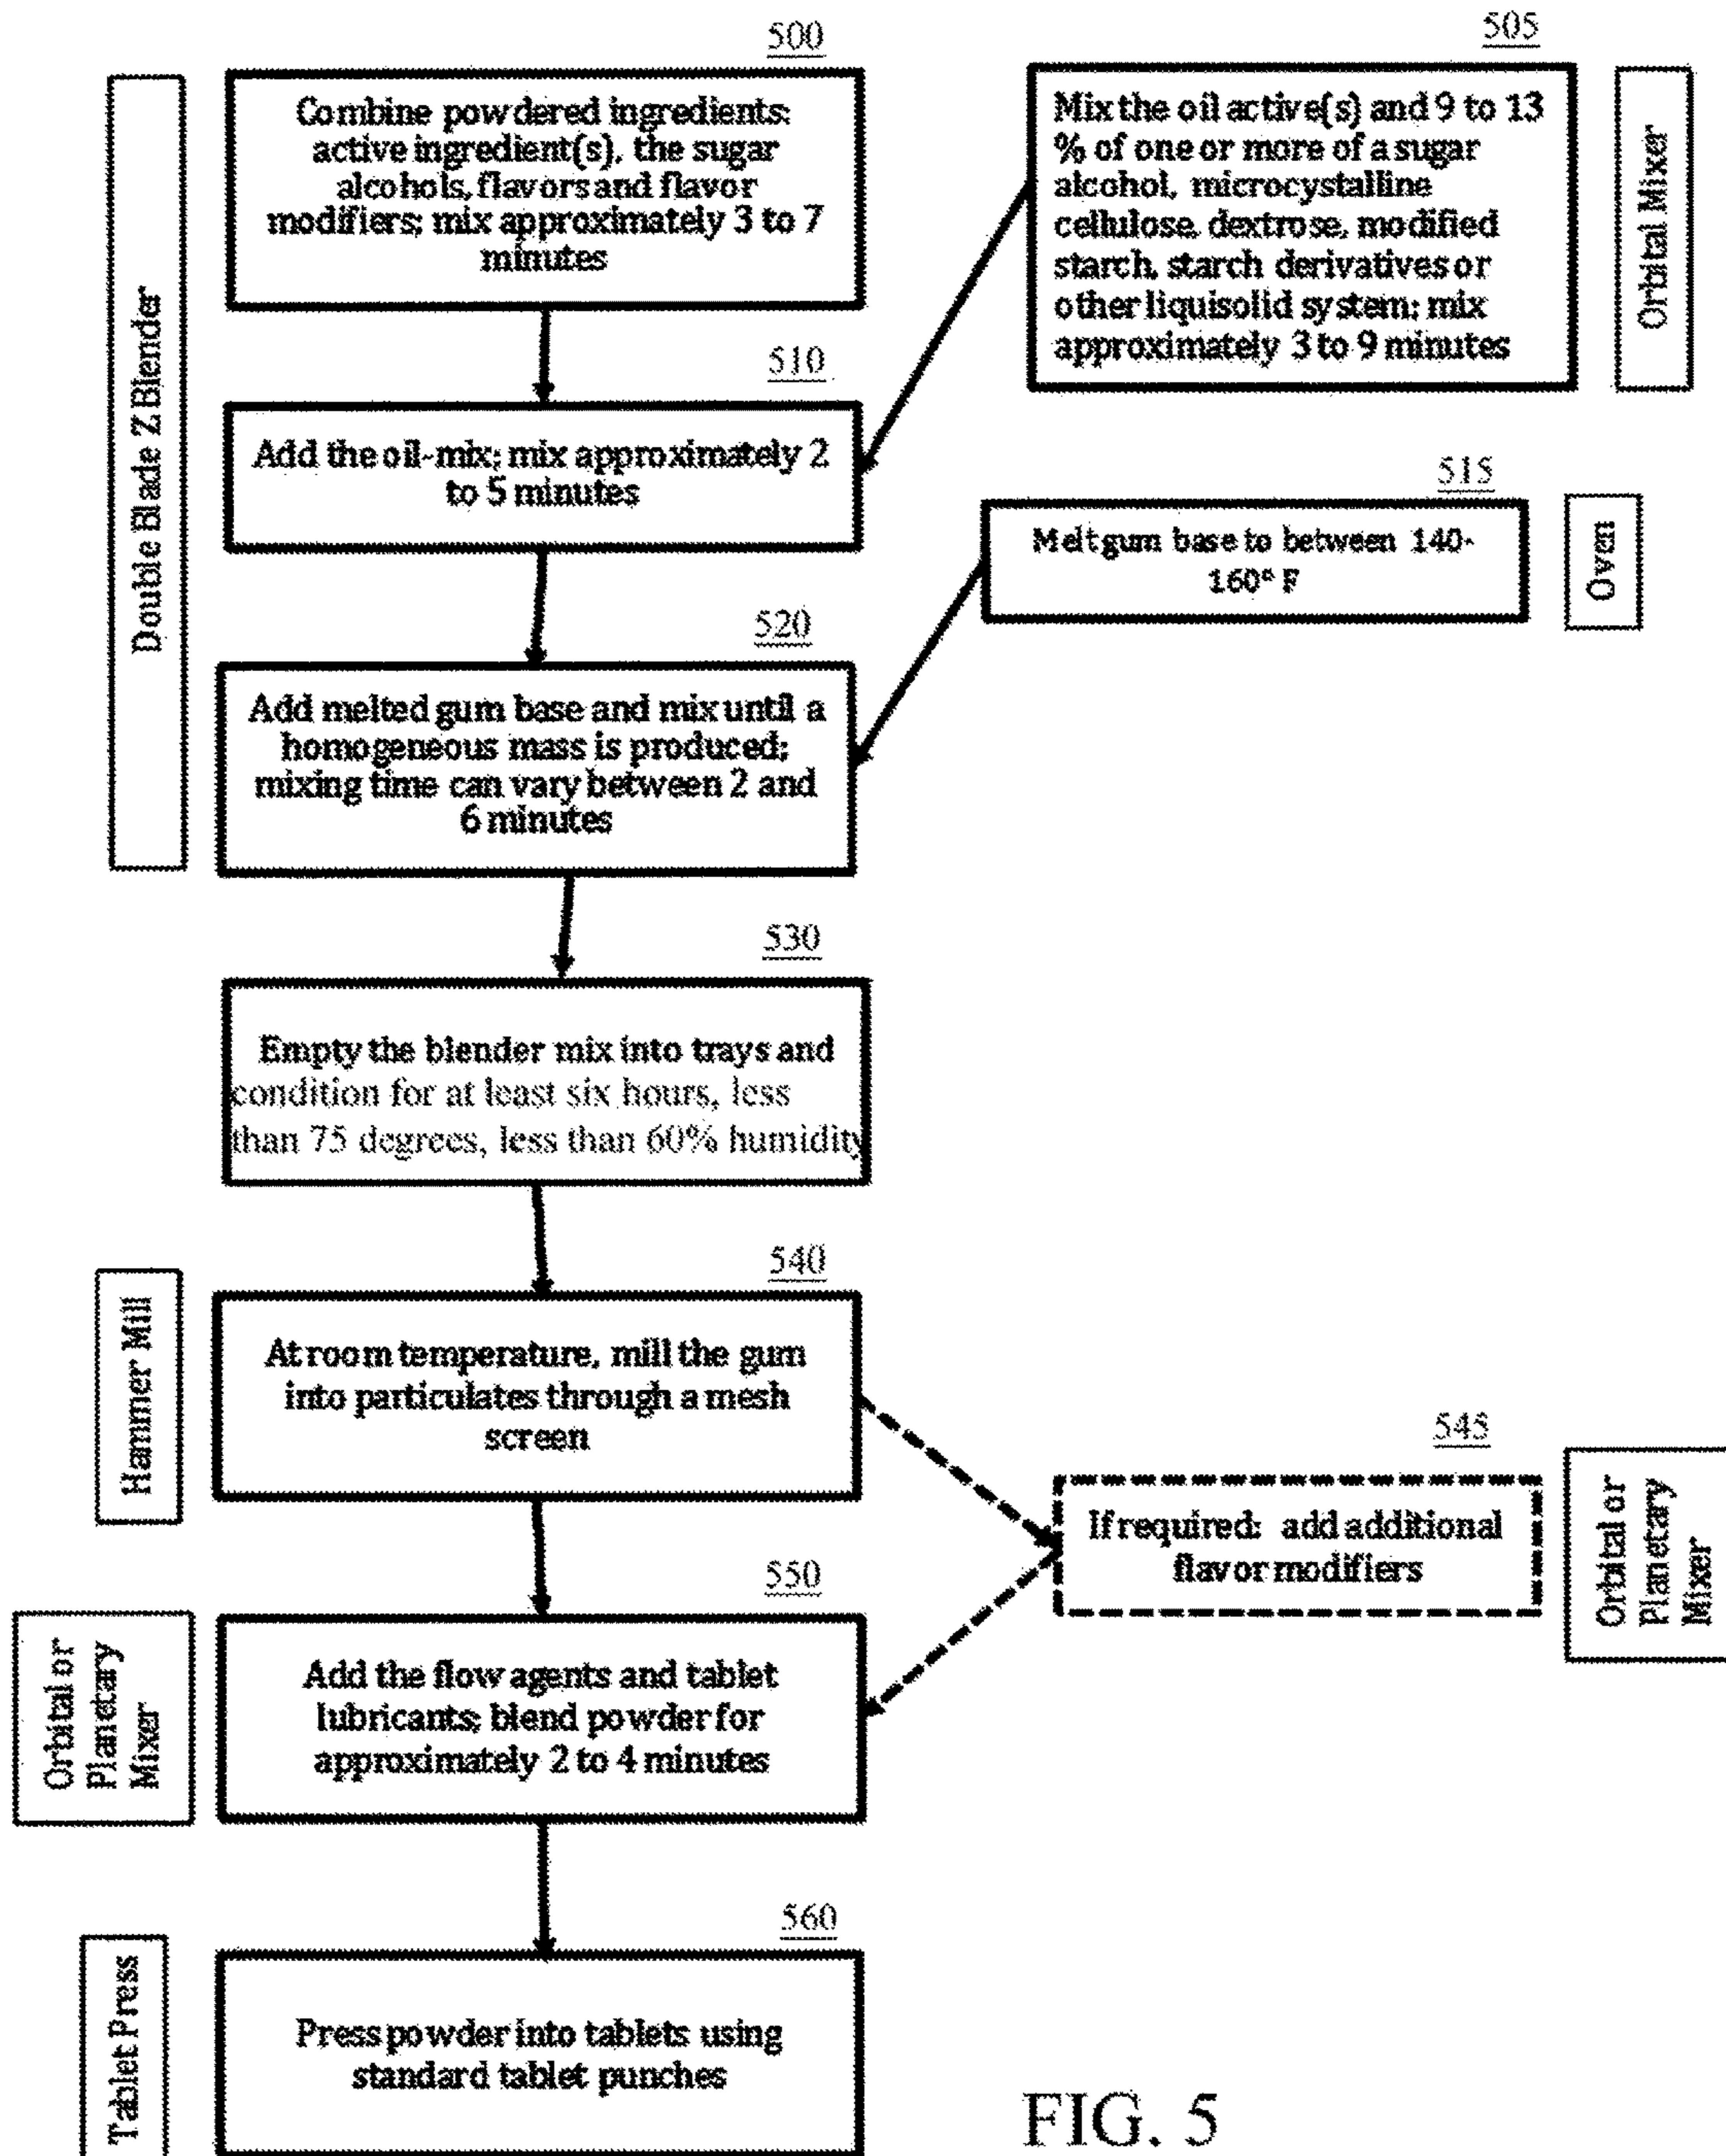 500
Combine powdered ingredients:
active ingredient(s), the sugar
alcohols, flavors and flavor
modifiers; mix approximately 3 to 7
minutes
505
Mix the oil active(s) and 9 to 13
% of one or more of a sugar
alcohol, microcystalline
cellulose, dextrose, modified
starch, starch derivatives or
other liquisolid system; mix
approximately 3 to 9 minutes
Orbital Mixer
Double Blade Z Blender
510
Add the oil-mix; mix approximately 2
to 5 minutes
515
Melt gum base to between 140-
160° F
Oven
520
Add melted gum base and mix until a
homogeneous mass is produced;
mixing time can vary between 2 and
6 minutes
530
Empty the blender mix into trays and
condition for at least six hours, less
than 75 degrees, less than 60% humidity
540
Hammer Mill
At room temperature, mill the gum
into particulates through a mesh
screen
545
If required: add additional
flavor modifiers
Orbital or
Planetary
Mixer
550
Orbital or
Planetary
Mixer
Add the flow agents and tablet
lubricants; blend powder for
approximately 2 to 4 minutes
560
Tablet Press
Press powder into tablets using
standard tablet punches
FIG. 5